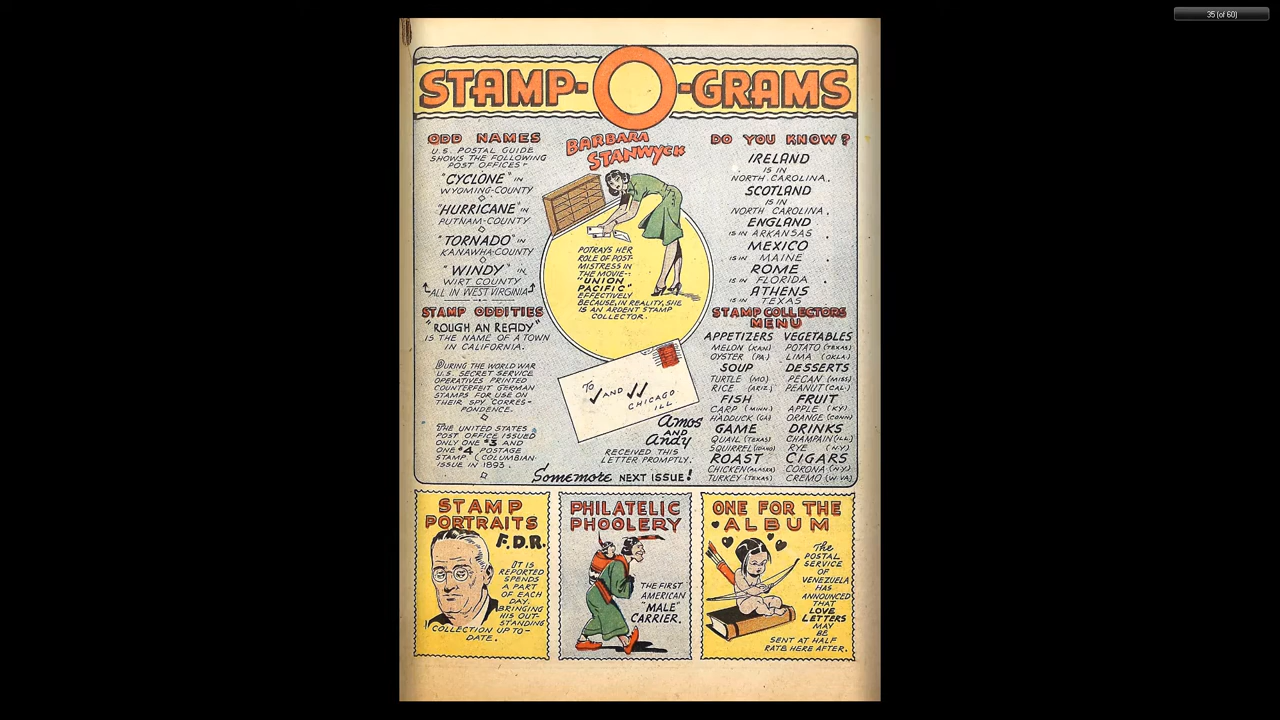 35 (of 60)
STAMP-O-GRAMS
ODD NAMES
U.S. POSTAL GUIDE
SHOWS THE FOLLOWING
POST OFFICES-
"CYCLONE" IN
WYOMING-COUNTY
"HURRICANE" IN
PUTNAM-COUNTY
"TORNADO" IN
KANAWHA-COUNTY
"WINDY" IN
WIRT COUNTY
ALL IN WEST VIRGINIA
STAMP ODDITIES
"ROUGH AN READY"
IS THE NAME OF A TOWN
IN CALIFORNIA.
DURING THE WORLD WAR
U.S. SECRET SERVICE
OPERATIVES PRINTED
COUNTERFEIT GERMAN
STAMPS FOR USE ON
THEIR SPY CORRES-
PONDENCE.
THE UNITED STATES
POST OFFICE ISSUED
ONLY ONE $3 AND
ONE $4 POSTAGE
STAMP (COLUMBIAN
ISSUE IN 1893.
BARBARA
STANWYCK
POTRAYS HER
ROLE OF POST-
MISTRESS IN
THE MOVIE--
"UNION
PACIFIC"
EFFECTIVELY
BECAUSE, IN REALITY, SHE
IS AN ARDENT STAMP
COLLECTOR.
TO ✓ AND ✓✓
CHICAGO
ILL.
Amos
AND
Andy
RECEIVED THIS
LETTER PROMPTLY.
Somemore NEXT ISSUE!
DO YOU KNOW?
IRELAND
IS IN
NORTH CAROLINA.
SCOTLAND
IS IN
NORTH CAROLINA.
ENGLAND
IS IN ARKANSAS
MEXICO
IS IN MAINE
ROME
IS IN FLORIDA
ATHENS
IS IN TEXAS
STAMP COLLECTORS
MENU
APPETIZERS
MELON (KAN.)
OYSTER (PA.)
SOUP
TURTLE (MO.)
RICE (ARIZ.)
FISH
CARP (MINN.)
HADDUCK (GA)
GAME
QUAIL (TEXAS)
SQUIRREL (IDAHO)
ROAST
CHICKEN (ALASKA)
TURKEY (TEXAS)
VEGETABLES
POTATO (TEXAS)
LIMA (OKLA.)
DESSERTS
PECAN (MISS)
PEANUT (CAL.)
FRUIT
APPLE (KY.)
ORANGE (CONN)
DRINKS
CHAMPAIN (ILL.)
RYE (N.Y.)
CIGARS
CORONA (N.Y.)
CREMO (W.VA)
STAMP
PORTRAITS
F.D.R.
IT IS
REPORTED
SPENDS
A PART
OF EACH
DAY.
BRINGING
HIS OUT-
STANDING
COLLECTION UP TO-
DATE.
PHILATELIC
PHOOLERY
THE FIRST
AMERICAN
"MALE"
CARRIER.
ONE FOR THE
ALBUM
The
POSTAL
SERVICE
OF
VENEZUELA
HAS
ANNOUNCED
THAT
LOVE
LETTERS
MAY
BE
SENT AT HALF
RATE HERE AFTER.